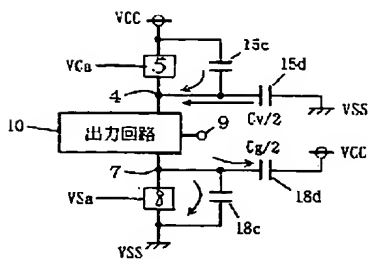 VCC
15c
VCa
5
15d
4
Cv/2
VSS
10
出力回路
9
Cg/2
VCC
7
VSa
8
18d
18c
VSS